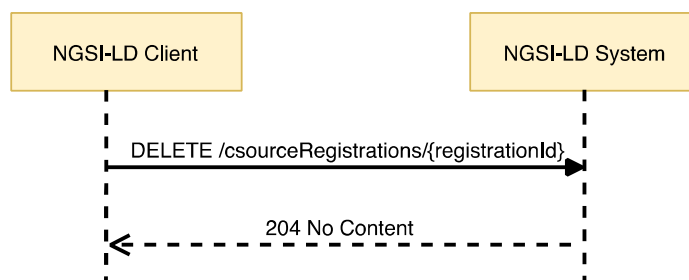 NGSI-LD Client
NGSI-LD System
DELETE /csourceRegistrations/{registrationId}
204 No Content